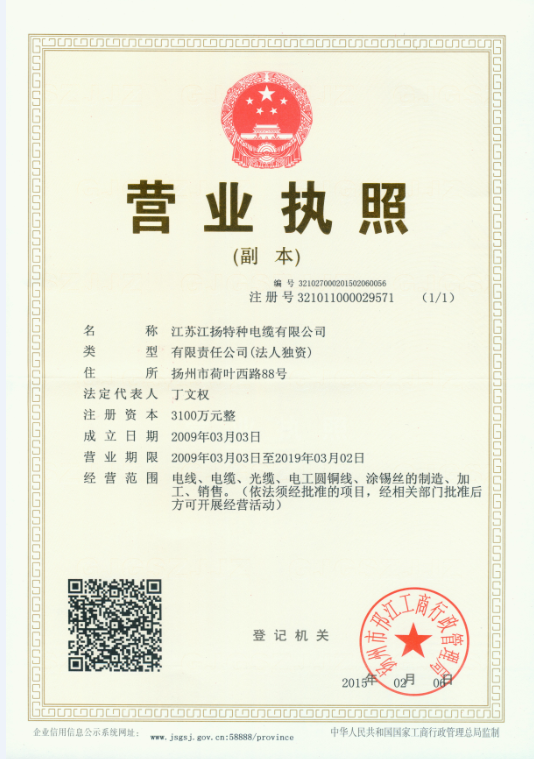 营业执照
(副 本)
编 号 321027000201502060056
注 册 号 321011000029571 (1/1)
名 称 江苏江扬特种电缆有限公司
类 型 有限责任公司(法人独资)
住 所 扬州市荷叶西路88号
法定代表人 丁文权
注 册 资 本 3100万元整
成 立 日 期 2009年03月03日
营 业 期 限 2009年03月03日至2019年03月02日
经 营 范 围 电线、电缆、光缆、电工圆铜线、涂锡丝的制造、加
工、销售。(依法须经批准的项目，经相关部门批准后
方可开展经营活动)
登 记 机 关
扬州市邗江工商行政管理局
2015年 02月 06日
企业信用信息公示系统网址： www.jsgsj.gov.cn:58888/province
中华人民共和国国家工商行政管理总局监制